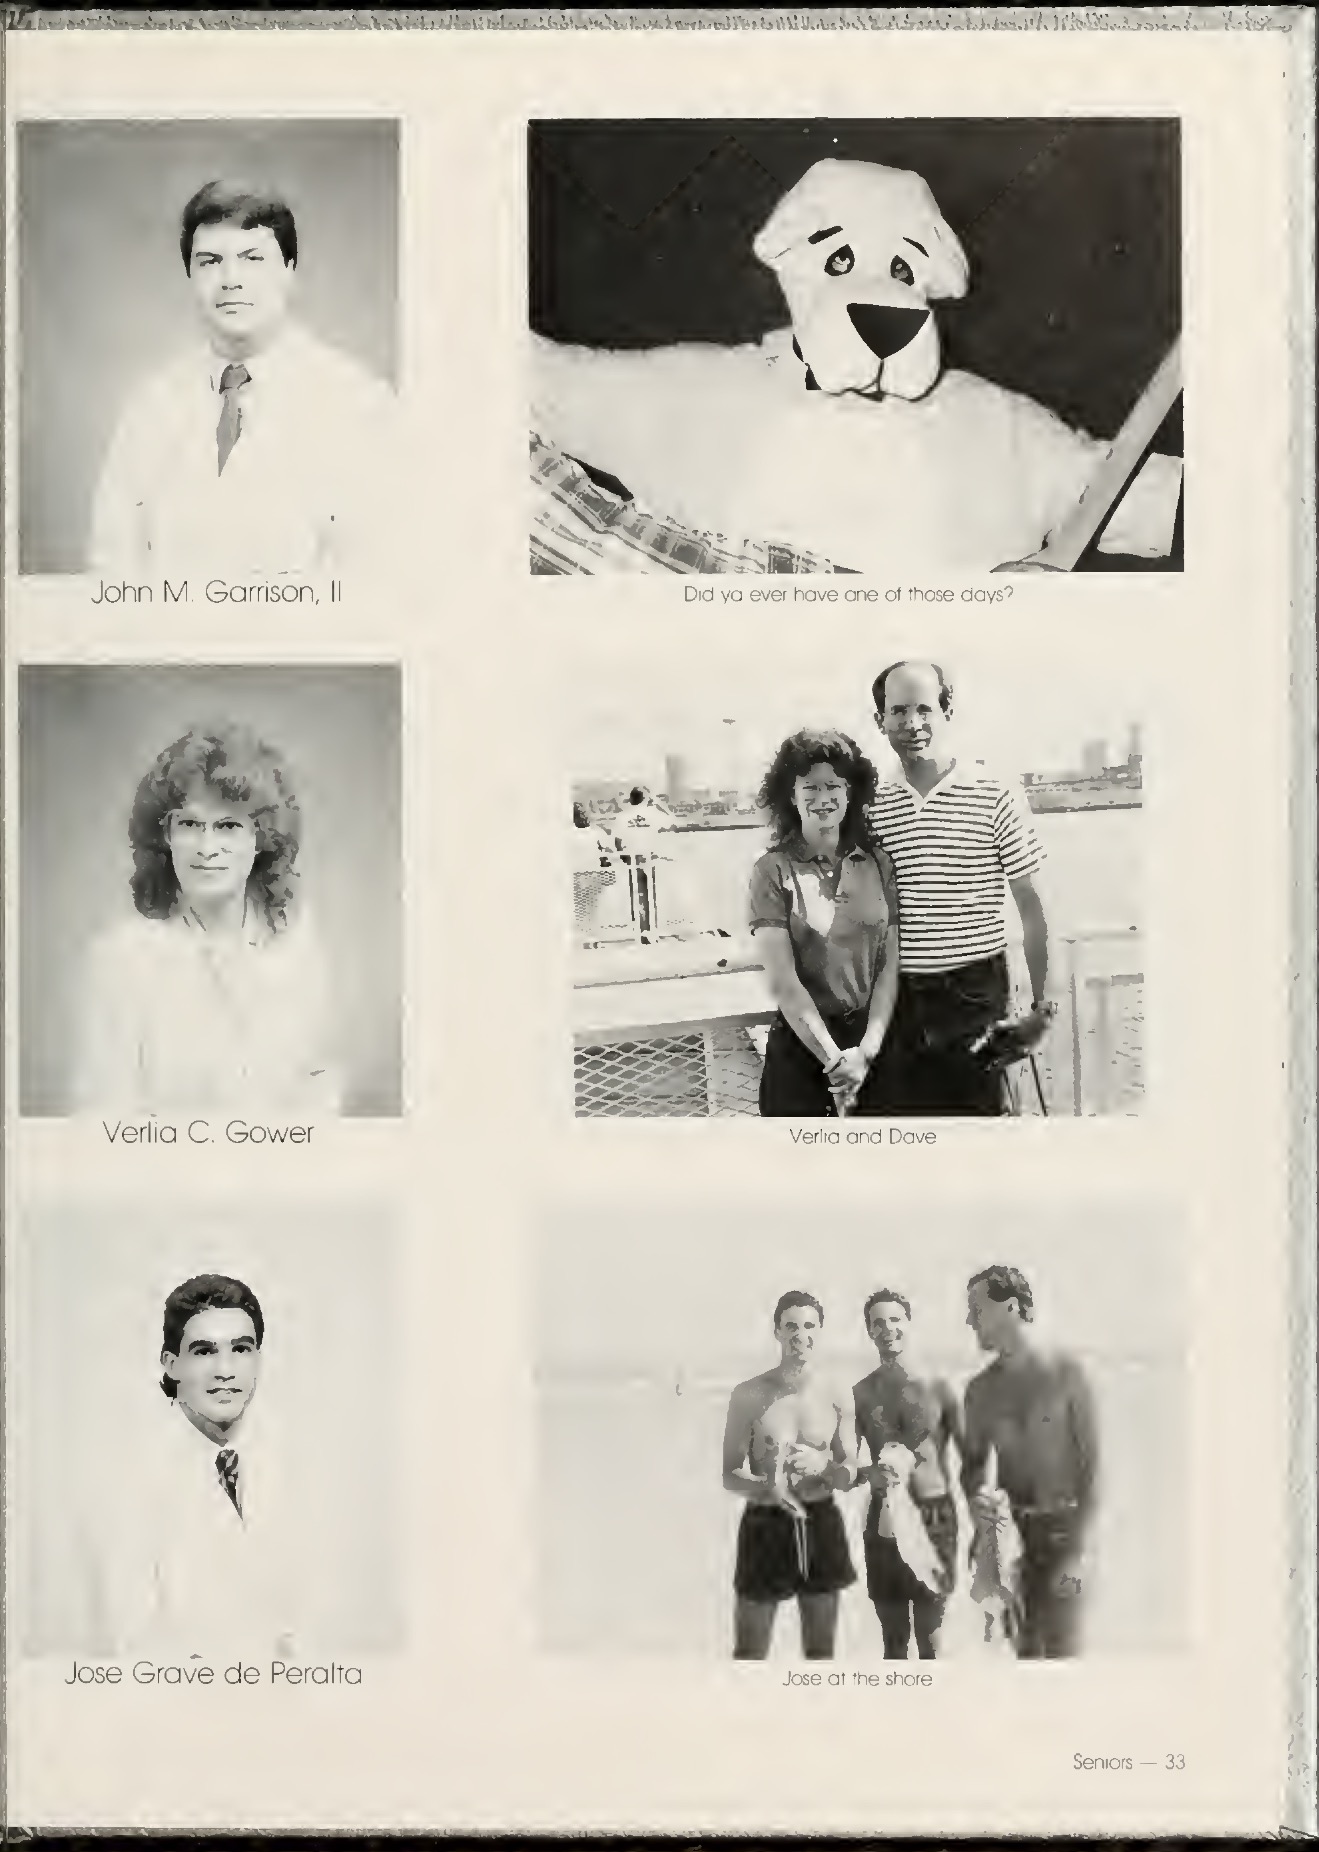 John M. Garrison, II
Did ya ever have one of those days?
Verlia C. Gower
Verlia and Dave
Jose Grave de Peralta
Jose at the shore
Seniors — 33